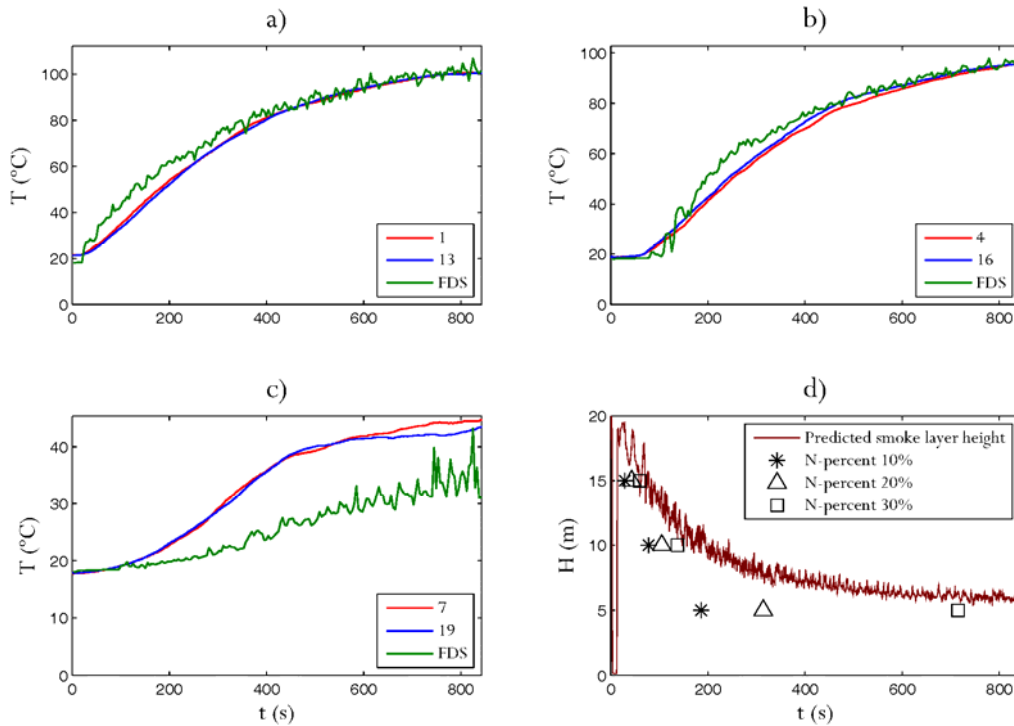 a)
b)
T (°C)
100
80
60
40
20
0
0 200 400 600 800
1
13
FDS
T (°C)
100
80
60
40
20
0
0 200 400 600 800
4
16
FDS
c)
d)
T (°C)
40
30
20
10
0
0 200 400 600 800
t (s)
7
19
FDS
H (m)
20
15
10
5
0
0 200 400 600 800
t (s)
Predicted smoke layer height
N-percent 10%
N-percent 20%
N-percent 30%